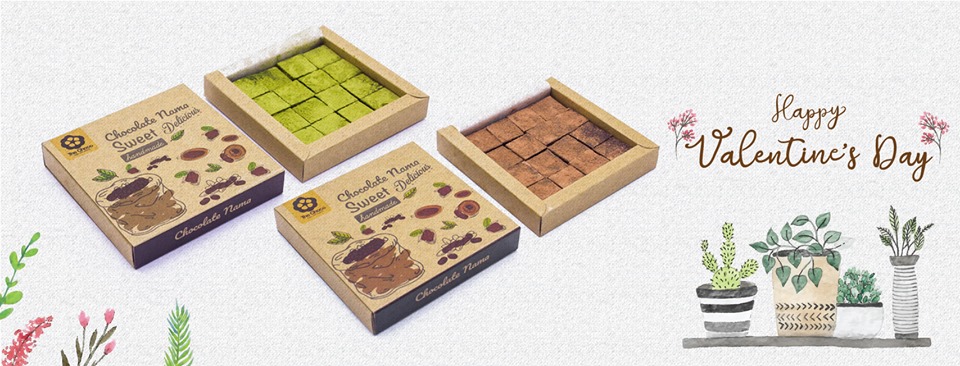 Chocolate Nama
Sweet Delicious
handmade
Chocolate Nama
Chocolate Nama
Sweet Delicious
handmade
Chocolate Nama
Happy
Valentine's Day